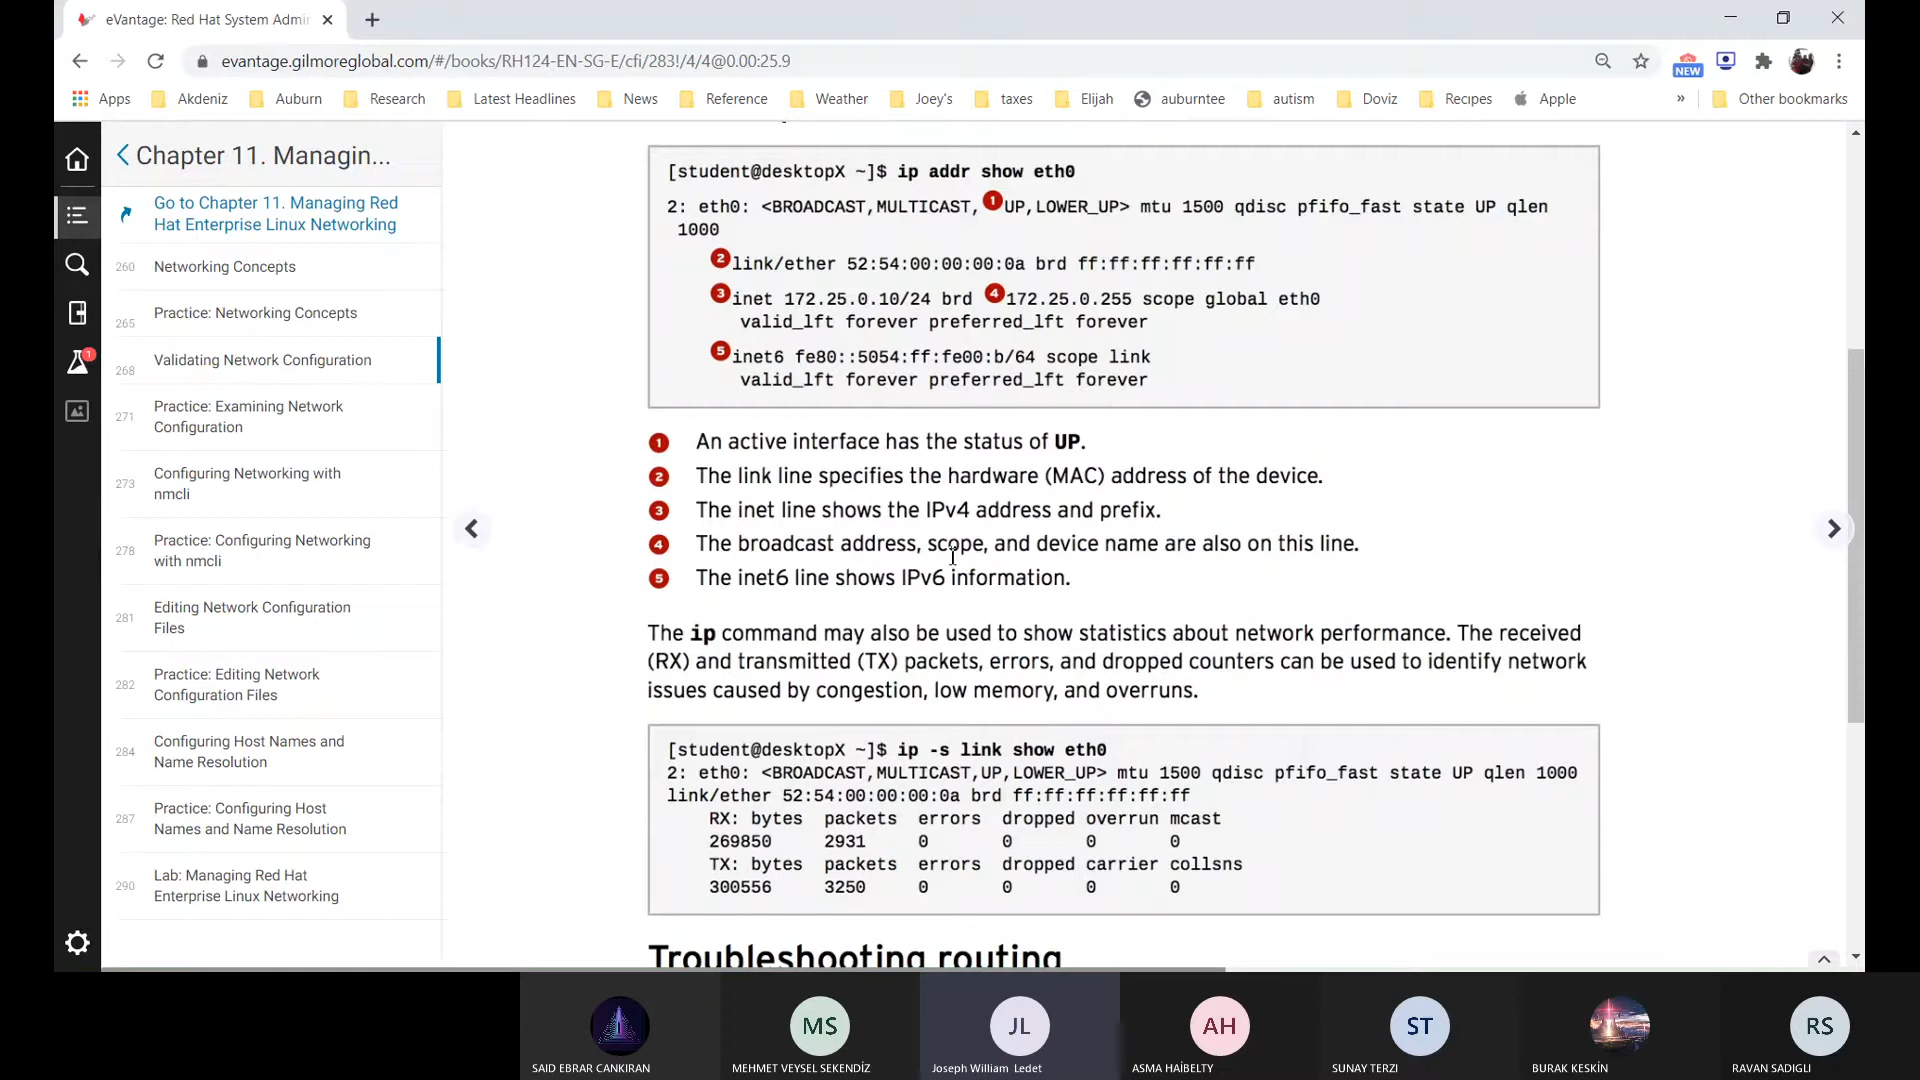 eVantage: Red Hat System Admi
evantage.gilmoreglobal.com/#/books/RH124-EN-SG-E/cfi/283!/4/4@0.00:25.9
NEW
Apps Akdeniz Auburn Research Latest Headlines News Reference Weather Joey's taxes Elijah auburntee autism Doviz Recipes Apple » Other bookmarks
Chapter 11. Managin...
Go to Chapter 11. Managing Red
Hat Enterprise Linux Networking
260 Networking Concepts
265 Practice: Networking Concepts
268 Validating Network Configuration
271 Practice: Examining Network
Configuration
273 Configuring Networking with
nmcli
278 Practice: Configuring Networking
with nmcli
281 Editing Network Configuration
Files
282 Practice: Editing Network
Configuration Files
284 Configuring Host Names and
Name Resolution
287 Practice: Configuring Host
Names and Name Resolution
290 Lab: Managing Red Hat
Enterprise Linux Networking
1
[student@desktopX ~]$ ip addr show eth0
2: eth0: <BROADCAST,MULTICAST,1UP,LOWER_UP> mtu 1500 qdisc pfifo_fast state UP qlen
1000
2 link/ether 52:54:00:00:00:0a brd ff:ff:ff:ff:ff:ff
3 inet 172.25.0.10/24 brd 4 172.25.0.255 scope global eth0
valid_lft forever preferred_lft forever
5 inet6 fe80::5054:ff:fe00:b/64 scope link
valid_lft forever preferred_lft forever
1 An active interface has the status of UP.
2 The link line specifies the hardware (MAC) address of the device.
3 The inet line shows the IPv4 address and prefix.
4 The broadcast address, scope, and device name are also on this line.
5 The inet6 line shows IPv6 information.
The ip command may also be used to show statistics about network performance. The received
(RX) and transmitted (TX) packets, errors, and dropped counters can be used to identify network
issues caused by congestion, low memory, and overruns.
[student@desktopX ~]$ ip -s link show eth0
2: eth0: <BROADCAST,MULTICAST,UP,LOWER_UP> mtu 1500 qdisc pfifo_fast state UP qlen 1000
link/ether 52:54:00:00:00:0a brd ff:ff:ff:ff:ff:ff
RX: bytes packets errors dropped overrun mcast
269850 2931 0 0 0 0
TX: bytes packets errors dropped carrier collsns
300556 3250 0 0 0 0
Troubleshooting routing
MS JL AH ST RS
SAID EBRAR CANKIRAN MEHMET VEYSEL SEKENDİZ Joseph William Ledet ASMA HAİBELTY SUNAY TERZI BURAK KESKİN RAVAN SADIGLI